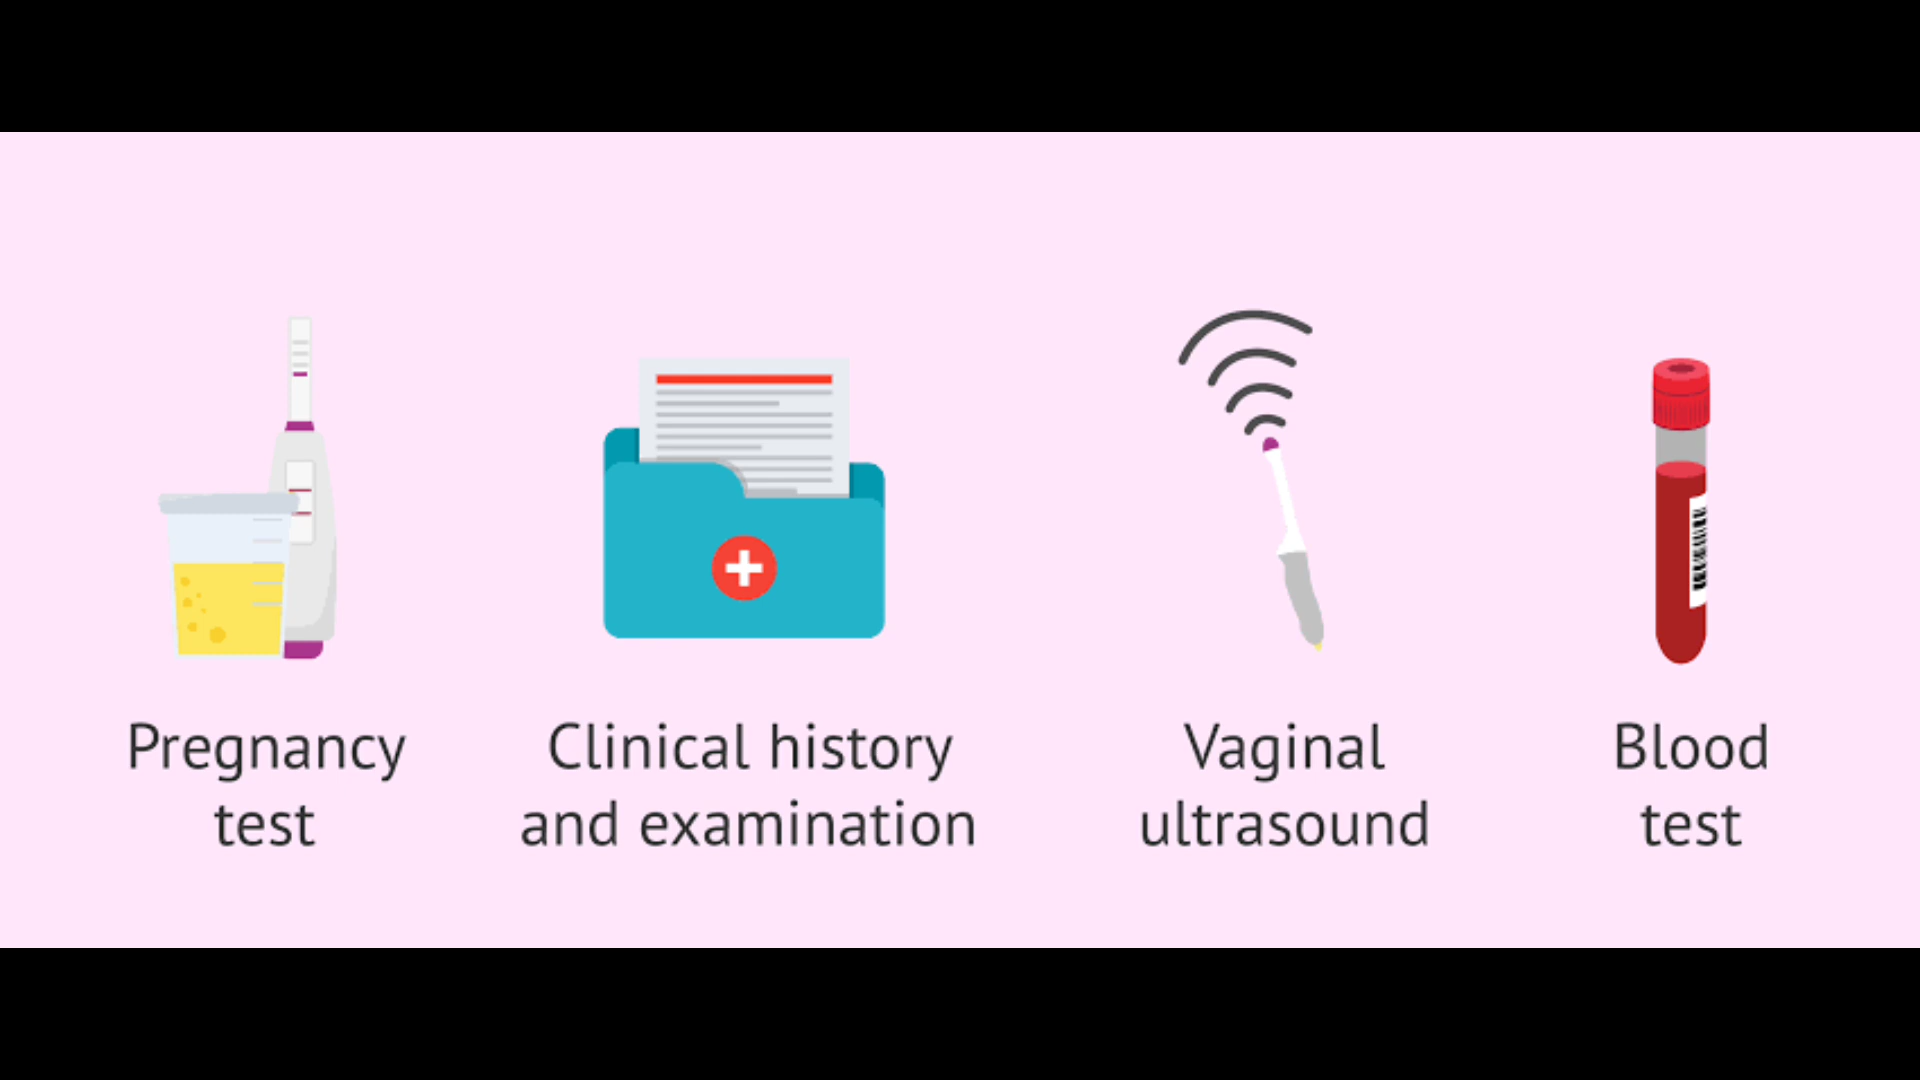 Pregnancy
test
Clinical history
and examination
Vaginal
ultrasound
Blood
test